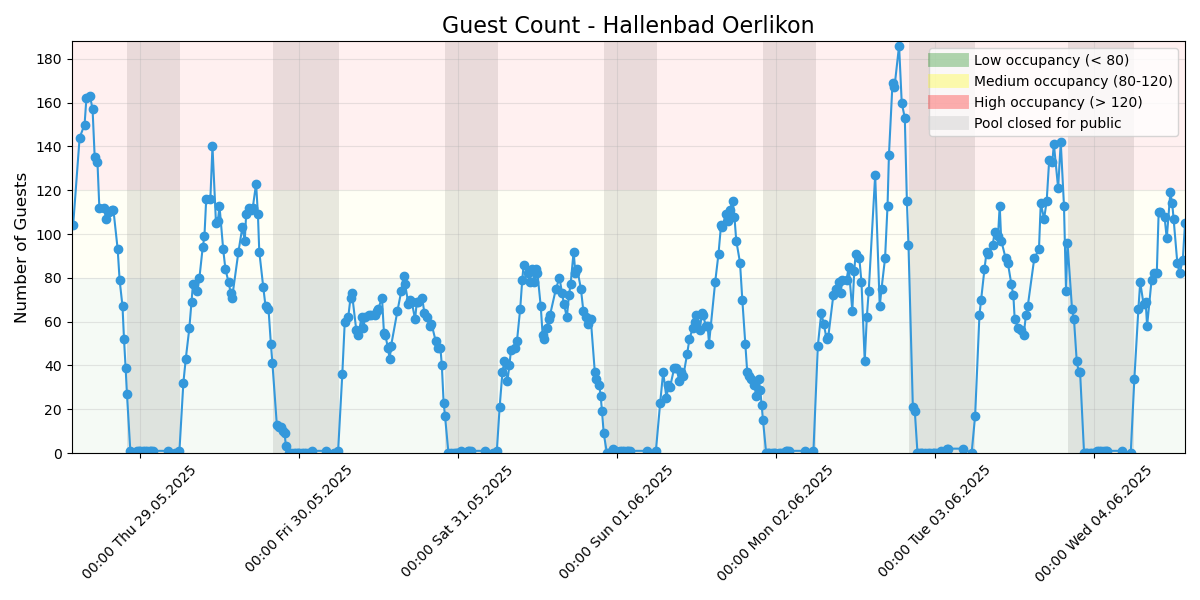 Guest Count - Hallenbad Oerlikon
Number of Guests
180
160
140
120
100
80
60
40
20
0
Low occupancy (< 80)
Medium occupancy (80-120)
High occupancy (> 120)
Pool closed for public
00:00 Thu 29.05.2025
00:00 Fri 30.05.2025
00:00 Sat 31.05.2025
00:00 Sun 01.06.2025
00:00 Mon 02.06.2025
00:00 Tue 03.06.2025
00:00 Wed 04.06.2025